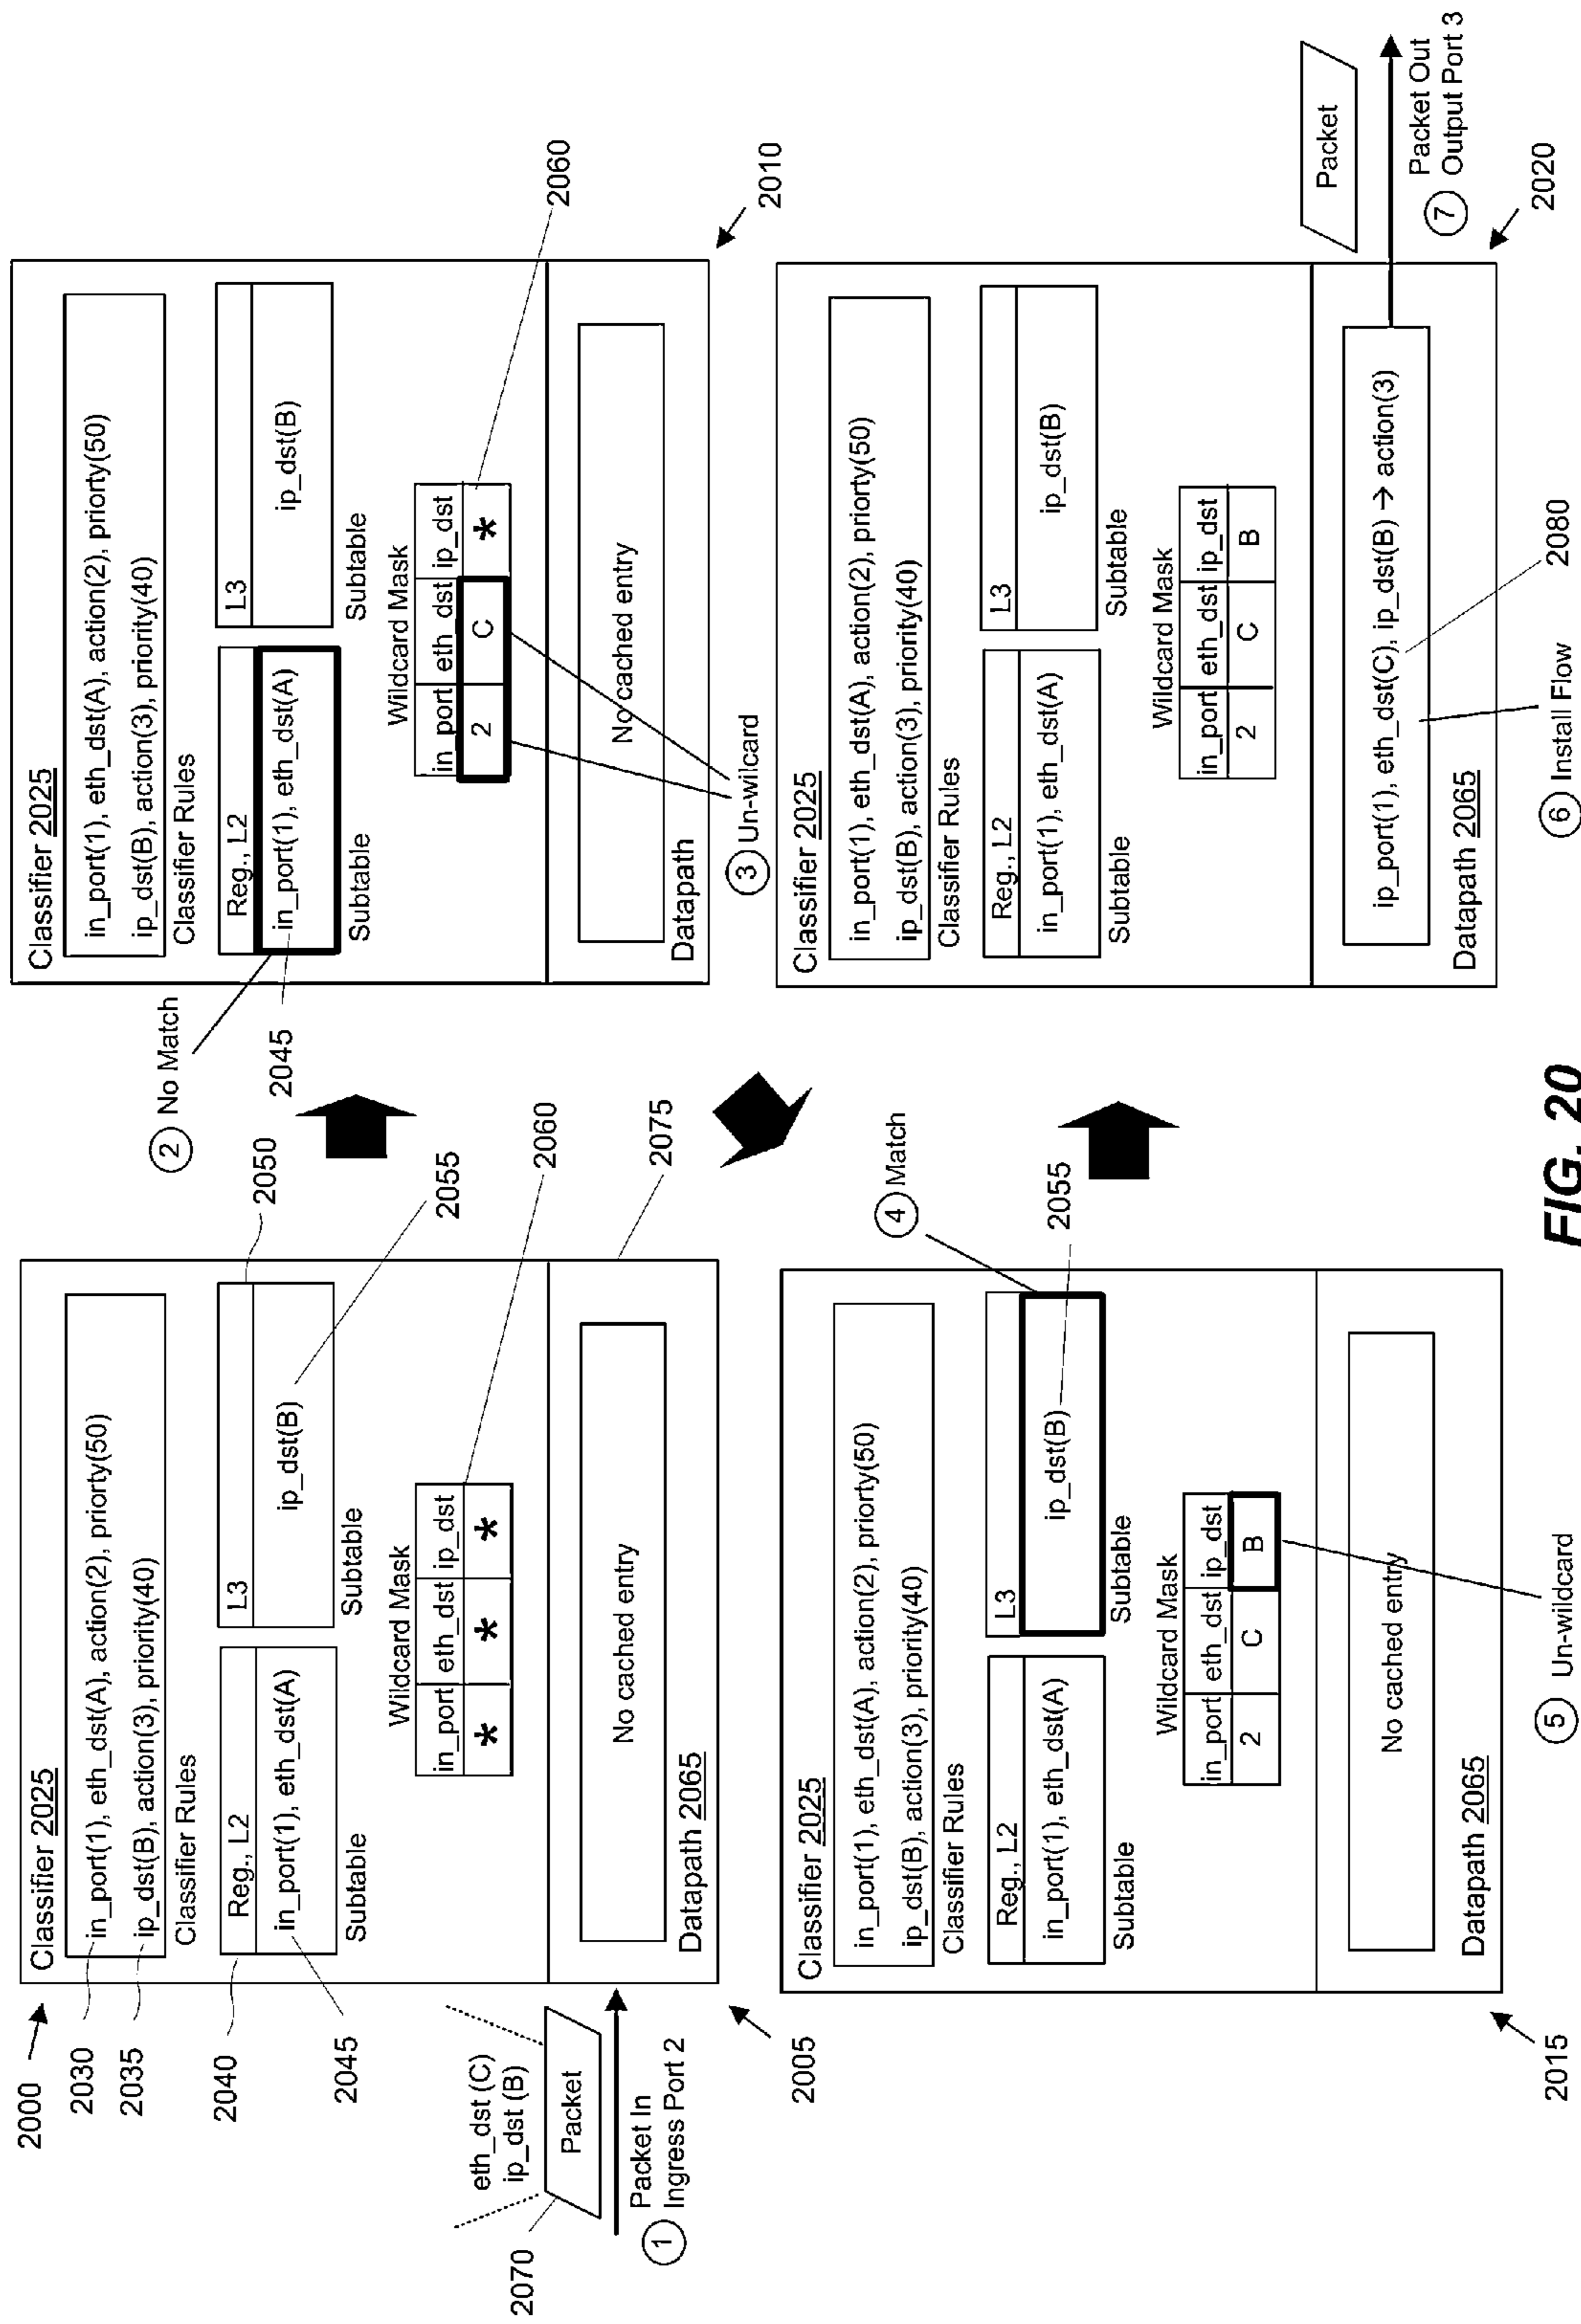 2000
2030
2035
2040
2045
Classifier 2025
in_port(1), eth_dst(A), action(2), priorty(50)
ip_dst(B), action(3), priority(40)
Classifier Rules
Reg., L2
in_port(1), eth_dst(A)
Subtable
L3
ip_dst(B)
Subtable
2050
2055
Wildcard Mask
in_port eth_dst ip_dst
* * *
2060
No cached entry
Datapath 2065
2075
eth_dst (C)
ip_dst (B)
Packet
2070
1 Packet In
Ingress Port 2
2005
2 No Match
2045
Classifier 2025
in_port(1), eth_dst(A), action(2), priorty(50)
ip_dst(B), action(3), priority(40)
Classifier Rules
Reg., L2
in_port(1), eth_dst(A)
Subtable
L3
ip_dst(B)
Subtable
Wildcard Mask
in_port eth_dst ip_dst
2 C *
2060
No cached entry
Datapath
3 Un-wilcard
2010
Classifier 2025
in_port(1), eth_dst(A), action(2), priorty(50)
ip_dst(B), action(3), priority(40)
Classifier Rules
Reg., L2
in_port(1), eth_dst(A)
Subtable
L3
ip_dst(B)
Subtable
4 Match
2055
Wildcard Mask
in_port eth_dst ip_dst
2 C B
No cached entry
Datapath 2065
5 Un-wildcard
2015
Classifier 2025
in_port(1), eth_dst(A), action(2), priorty(50)
ip_dst(B), action(3), priority(40)
Classifier Rules
Reg., L2
in_port(1), eth_dst(A)
Subtable
L3
ip_dst(B)
Subtable
Wildcard Mask
in_port eth_dst ip_dst
2 C B
ip_port(1), eth_dst(C), ip_dst(B) → action(3)
Datapath 2065
2080
6 Install Flow
Packet
Packet Out
7 Output Port 3
2020
FIG. 20